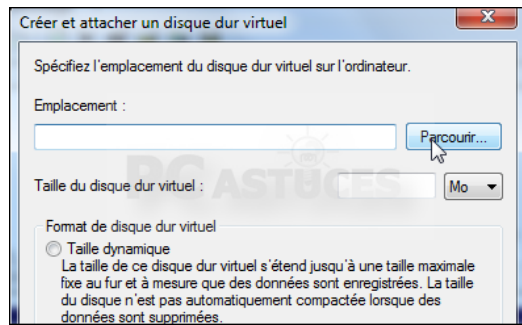 Créer et attacher un disque dur virtuel
Spécifiez l'emplacement du disque dur virtuel sur l'ordinateur.
Emplacement :
Parcourir...
PC ASTUCES
Taille du disque dur virtuel :
Mo
Format de disque dur virtuel
Taille dynamique
La taille de ce disque dur virtuel s'étend jusqu'à une taille maximale
fixe au fur et à mesure que des données sont enregistrées. La taille
du disque n'est pas automatiquement compactée lorsque des
données sont supprimées.